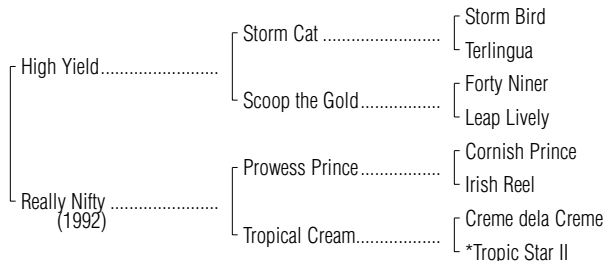 Storm Bird
Storm Cat ........................
Terlingua
High Yield........................
Forty Niner
Scoop the Gold................
Leap Lively
Cornish Prince
Prowess Prince................
Irish Reel
Really Nifty ......................
(1992)
Creme dela Creme
Tropical Cream.................
*Tropic Star II